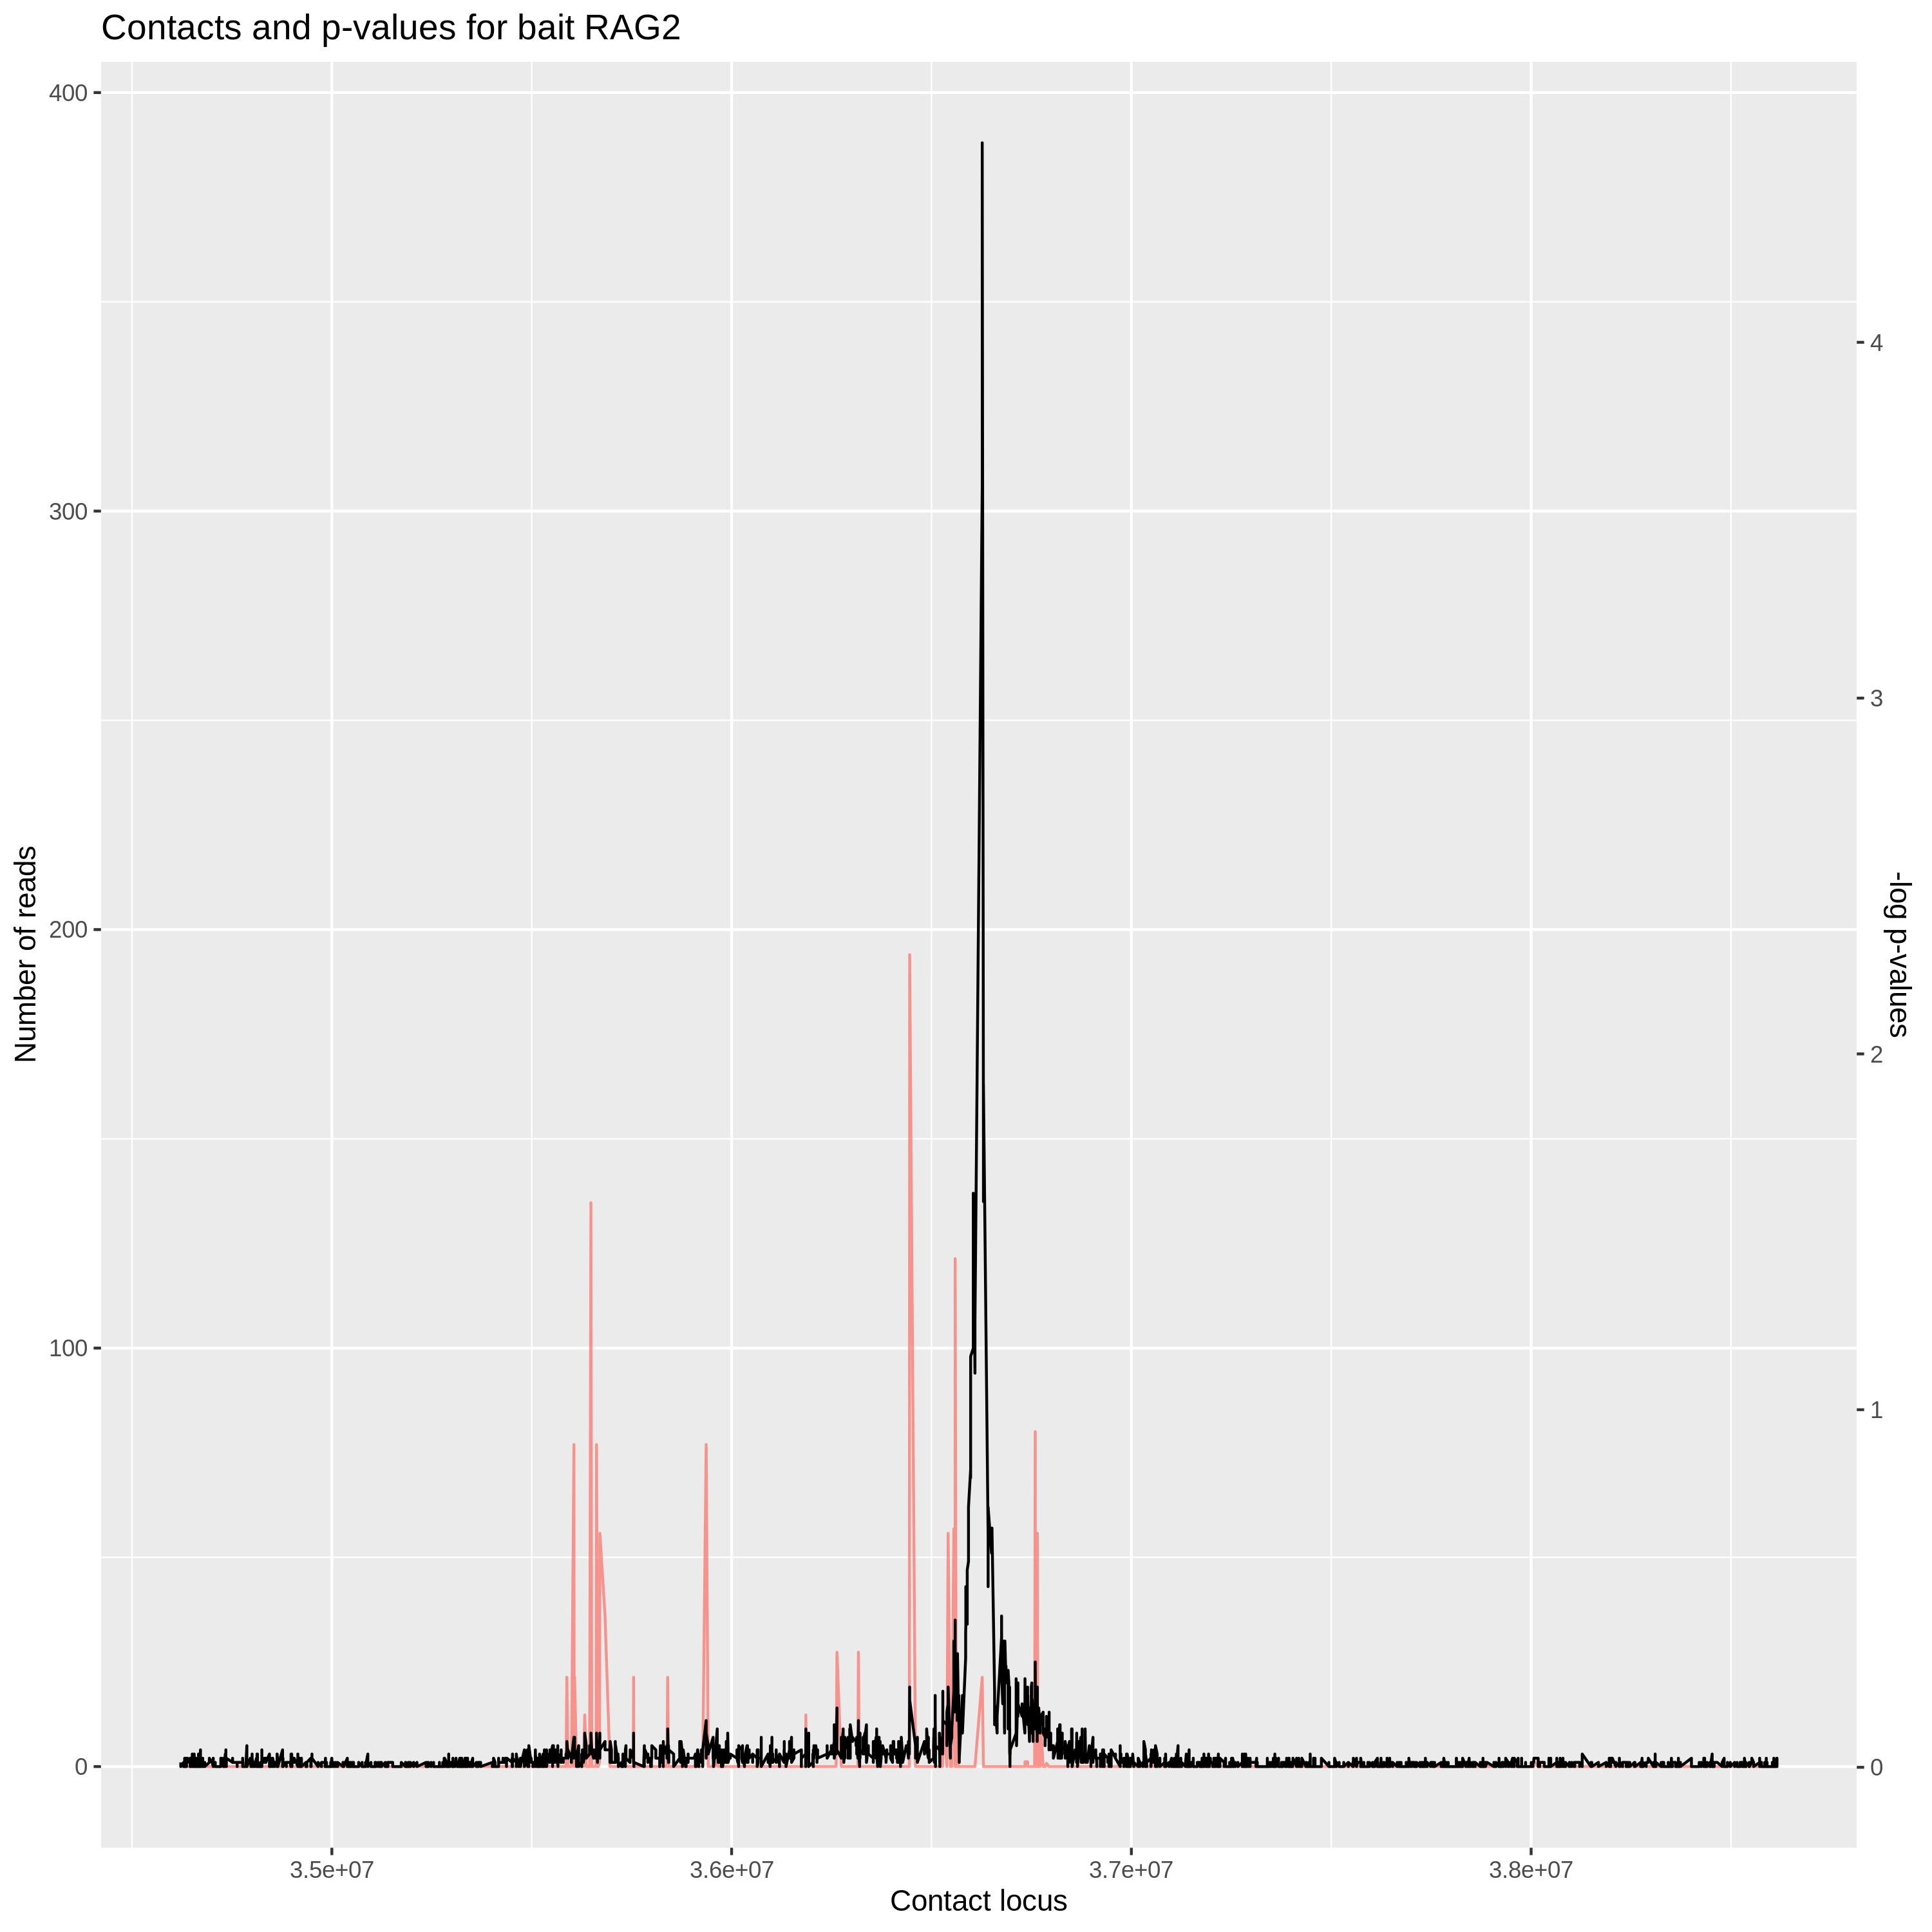 Contacts and p-values for bait RAG2
400
300
200
100
0
Number of reads
4
3
2
1
0
-log p-values
3.5e+07
3.6e+07
3.7e+07
3.8e+07
Contact locus